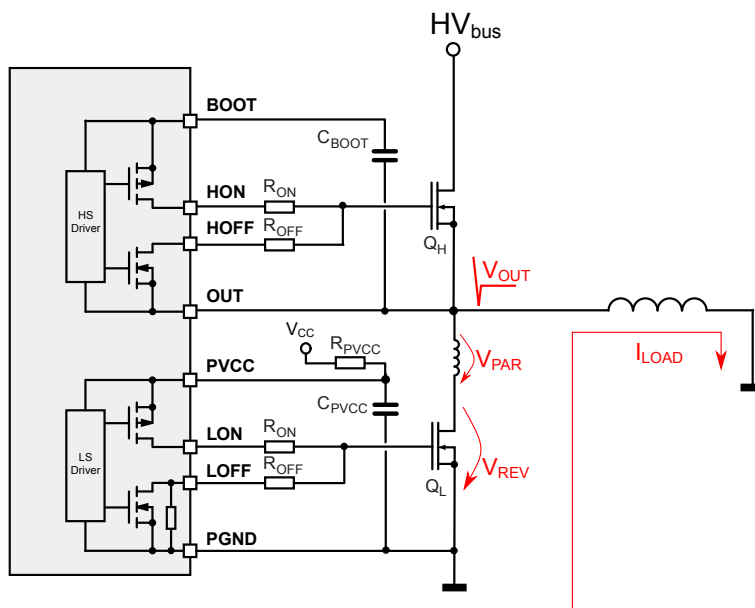 HVbus
BOOT
CBOOT
HON
RON
HS
Driver
HOFF
ROFF
QH
VOUT
OUT
VCC
RPVCC
PVCC
VPAR
ILOAD
CPVCC
LON
RON
LS
Driver
LOFF
ROFF
VREV
QL
PGND